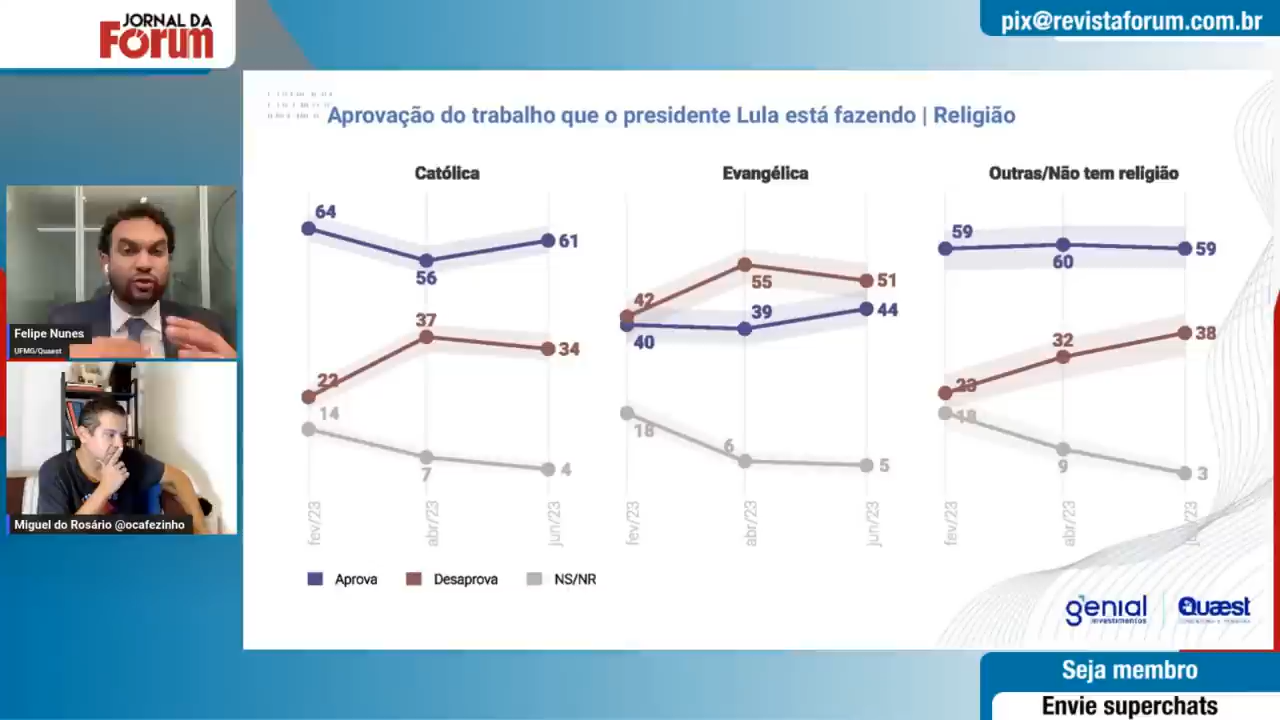 JORNAL DA
Fórum
pix@revistaforum.com.br
Aprovação do trabalho que o presidente Lula está fazendo | Religião
Católica
64
56
61
37
34
22
14
7
4
fev/23
abr/23
jun/23
Evangélica
42
55
51
40
39
44
18
6
5
fev/23
abr/23
jun/23
Outras/Não tem religião
59
60
59
23
32
38
18
9
3
fev/23
abr/23
jun/23
Aprova
Desaprova
NS/NR
genial
investimentos
Quaest
Felipe Nunes
UFMG/Quaest
Miguel do Rosário @ocafezinho
Seja membro
Envie superchats